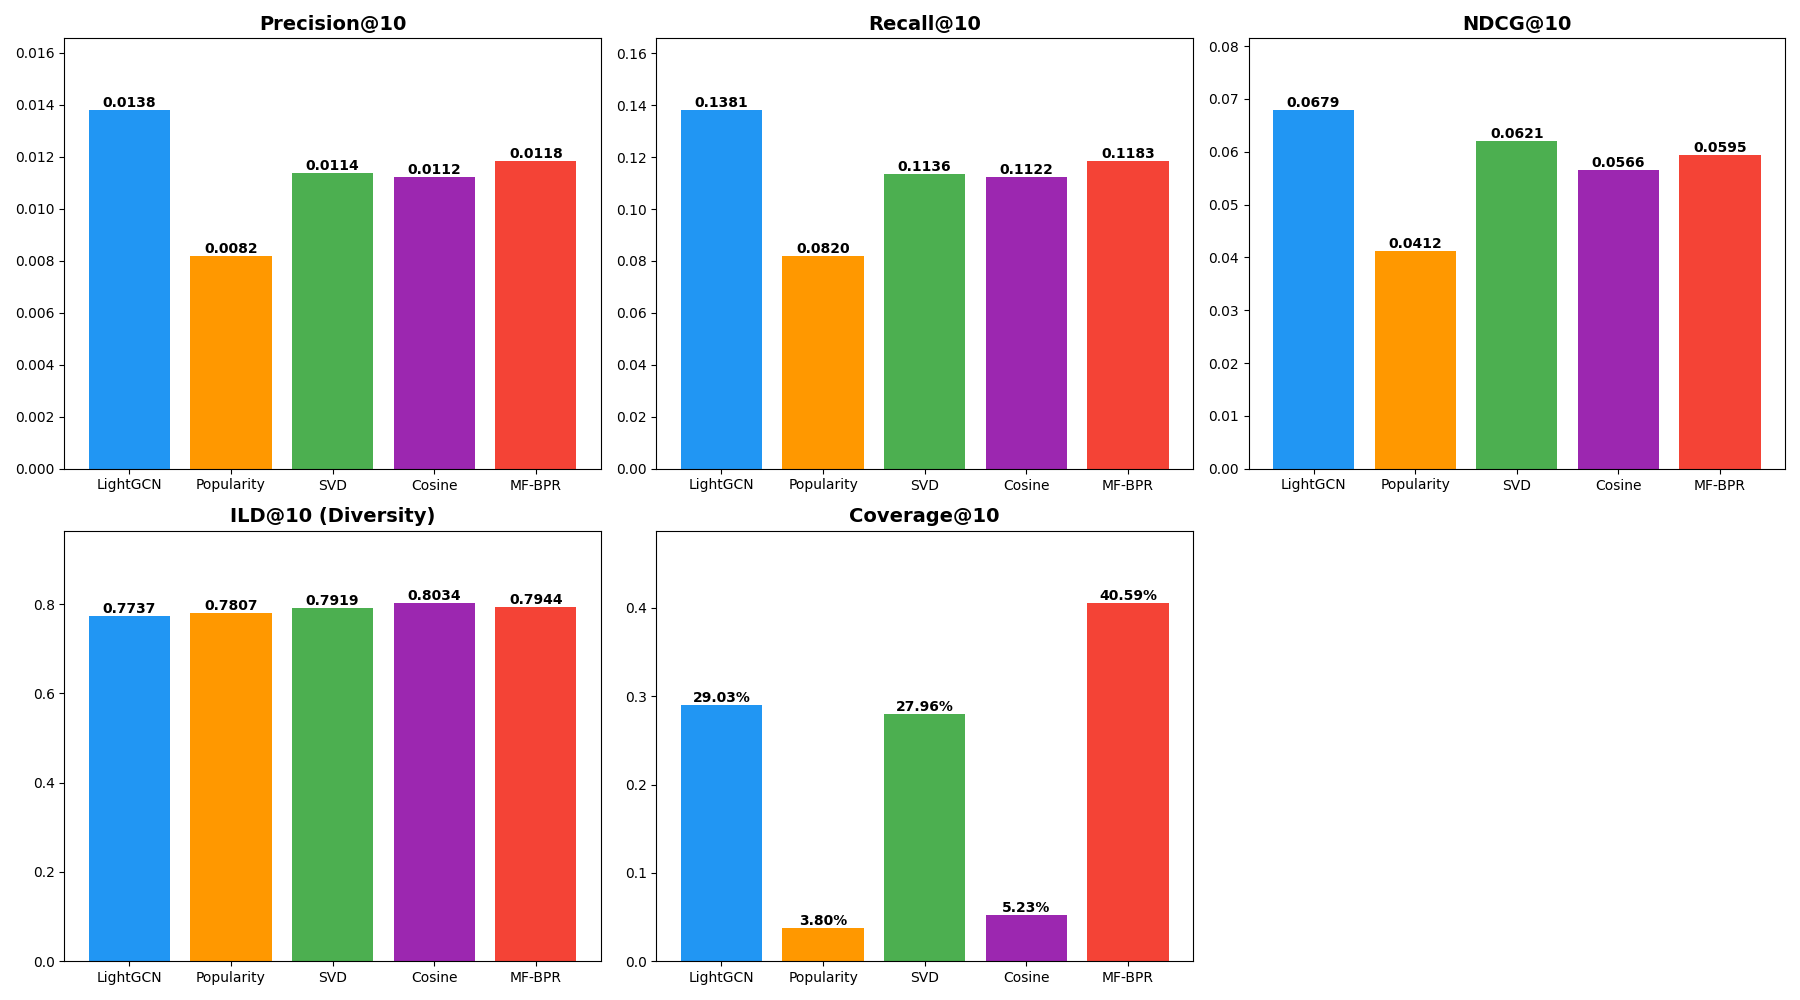 Precision@10
0.016
0.014
0.012
0.010
0.008
0.006
0.004
0.002
0.000
0.0138
0.0082
0.0114
0.0112
0.0118
LightGCN
Popularity
SVD
Cosine
MF-BPR
Recall@10
0.16
0.14
0.12
0.10
0.08
0.06
0.04
0.02
0.00
0.1381
0.0820
0.1136
0.1122
0.1183
LightGCN
Popularity
SVD
Cosine
MF-BPR
NDCG@10
0.08
0.07
0.06
0.05
0.04
0.03
0.02
0.01
0.00
0.0679
0.0412
0.0621
0.0566
0.0595
LightGCN
Popularity
SVD
Cosine
MF-BPR
ILD@10 (Diversity)
0.8
0.6
0.4
0.2
0.0
0.7737
0.7807
0.7919
0.8034
0.7944
LightGCN
Popularity
SVD
Cosine
MF-BPR
Coverage@10
0.4
0.3
0.2
0.1
0.0
29.03%
3.80%
27.96%
5.23%
40.59%
LightGCN
Popularity
SVD
Cosine
MF-BPR